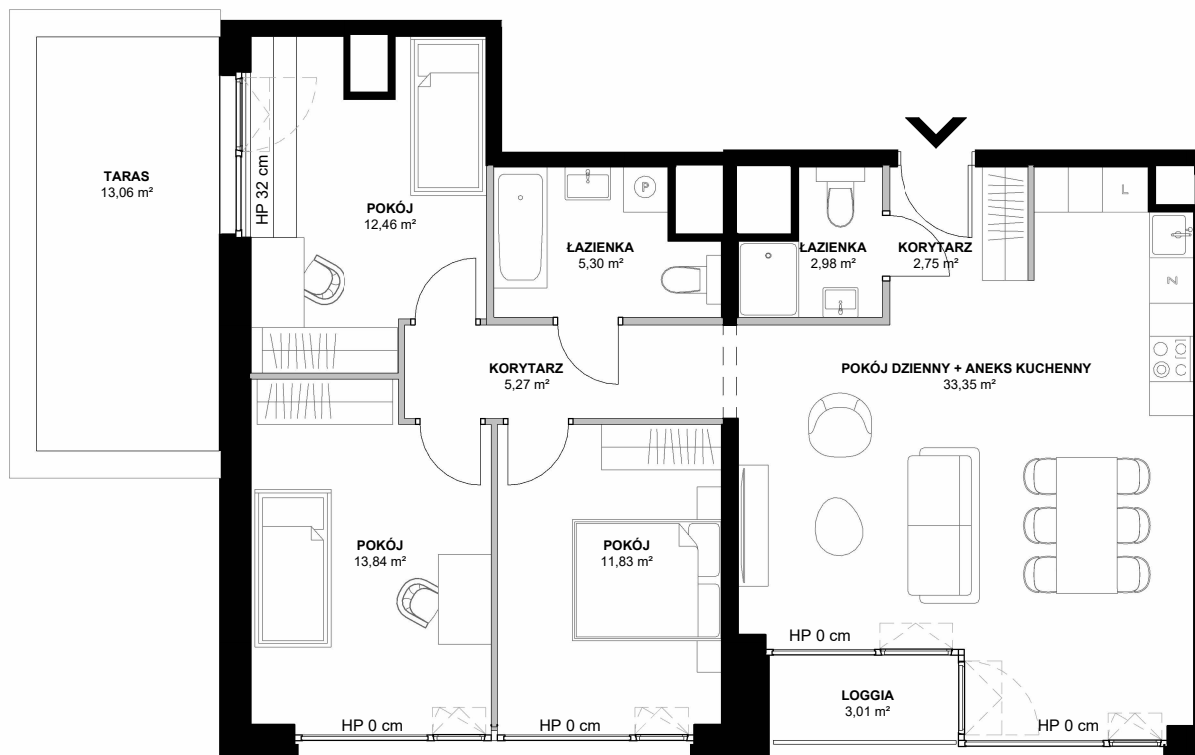 TARAS
13,06 m²
HP 32 cm
POKÓJ
12,46 m²
ŁAZIENKA
5,30 m²
P
ŁAZIENKA
2,98 m²
KORYTARZ
2,75 m²
L
Z
KORYTARZ
5,27 m²
POKÓJ DZIENNY + ANEKS KUCHENNY
33,35 m²
POKÓJ
13,84 m²
POKÓJ
11,83 m²
HP 0 cm
LOGGIA
3,01 m²
HP 0 cm
HP 0 cm
HP 0 cm